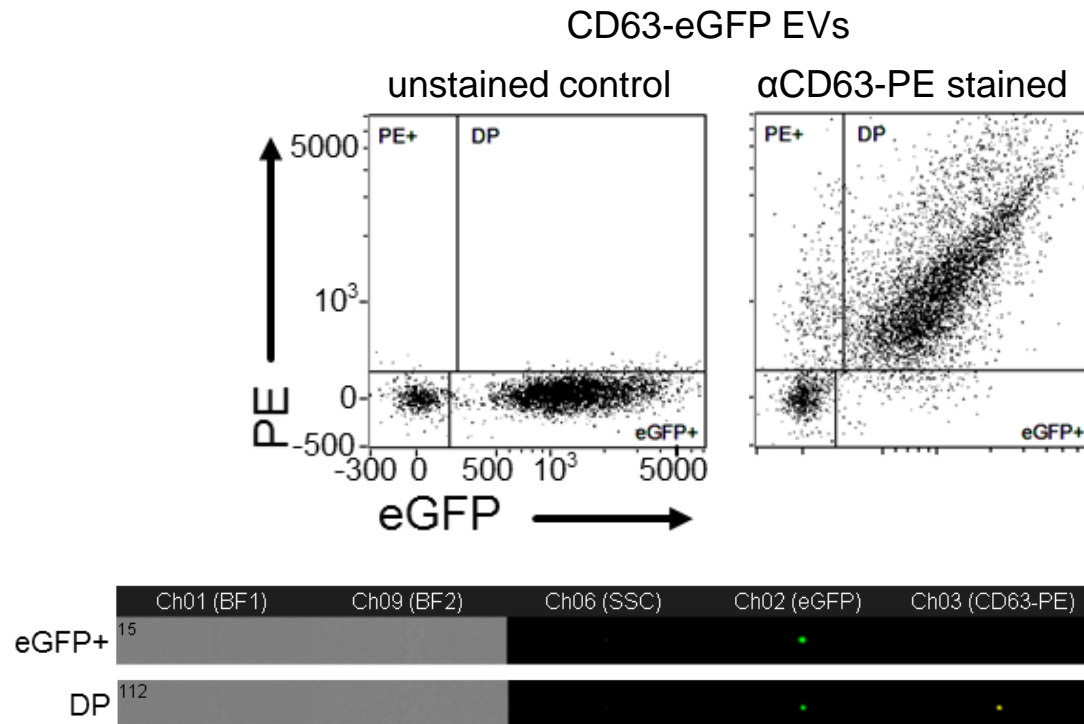 CD63-eGFP EVs
unstained control
αCD63-PE stained
PE+
DP
PE+
DP
5000
10³
0
-500
PE
eGFP+
eGFP+
-300 0 500 10³ 5000
eGFP
Ch01 (BF1) Ch09 (BF2) Ch06 (SSC) Ch02 (eGFP) Ch03 (CD63-PE)
eGFP+ 15
DP 112